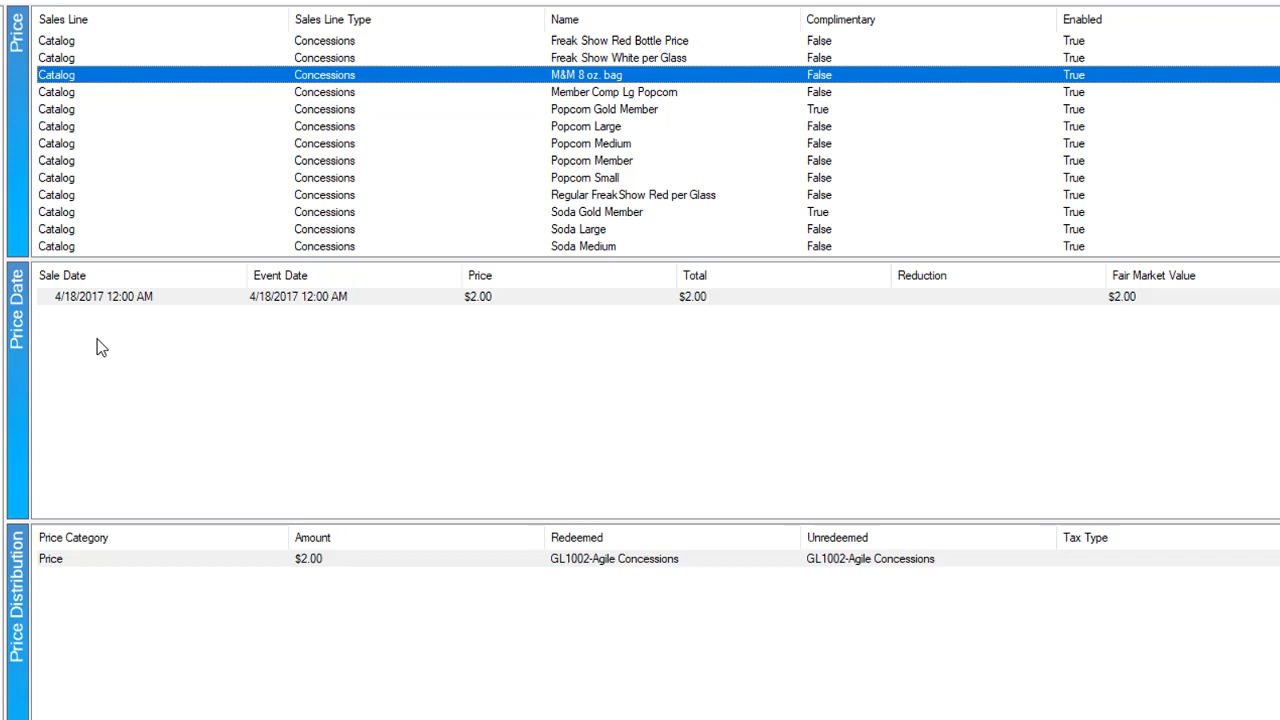 Price
Sales Line Sales Line Type Name Complimentary Enabled
Catalog Concessions Freak Show Red Bottle Price False True
Catalog Concessions Freak Show White per Glass False True
Catalog Concessions M&M 8 oz. bag False True
Catalog Concessions Member Comp Lg Popcorn False True
Catalog Concessions Popcorn Gold Member True True
Catalog Concessions Popcorn Large False True
Catalog Concessions Popcorn Medium False True
Catalog Concessions Popcorn Member False True
Catalog Concessions Popcorn Small False True
Catalog Concessions Regular FreakShow Red per Glass False True
Catalog Concessions Soda Gold Member True True
Catalog Concessions Soda Large False True
Catalog Concessions Soda Medium False True
Price Date
Sale Date Event Date Price Total Reduction Fair Market Value
4/18/2017 12:00 AM 4/18/2017 12:00 AM $2.00 $2.00 $2.00
Price Distribution
Price Category Amount Redeemed Unredeemed Tax Type
Price $2.00 GL1002-Agile Concessions GL1002-Agile Concessions